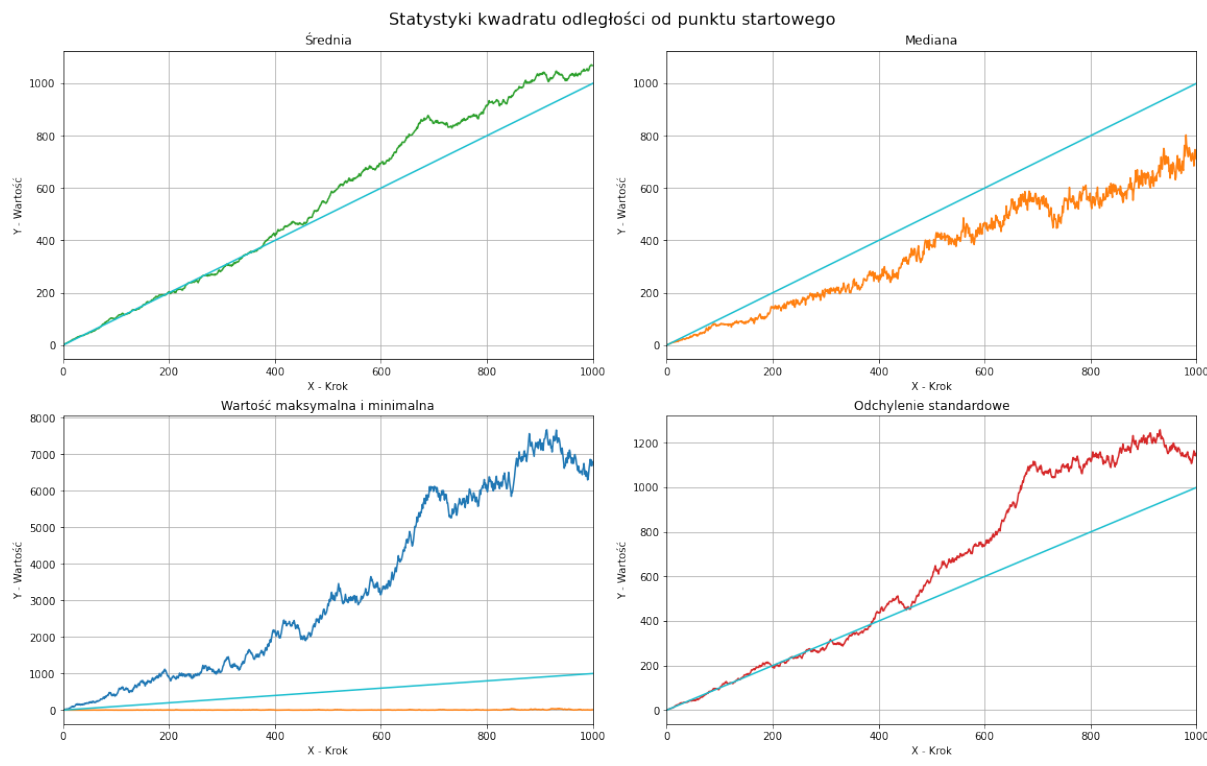 Statystyki kwadratu odległości od punktu startowego
Średnia
Y - Wartość
1000
800
600
400
200
0
0 200 400 600 800 1000
X - Krok
Mediana
Y - Wartość
1000
800
600
400
200
0
0 200 400 600 800 1000
X - Krok
Wartość maksymalna i minimalna
Y - Wartość
8000
7000
6000
5000
4000
3000
2000
1000
0
0 200 400 600 800 1000
X - Krok
Odchylenie standardowe
Y - Wartość
1200
1000
800
600
400
200
0
0 200 400 600 800 1000
X - Krok